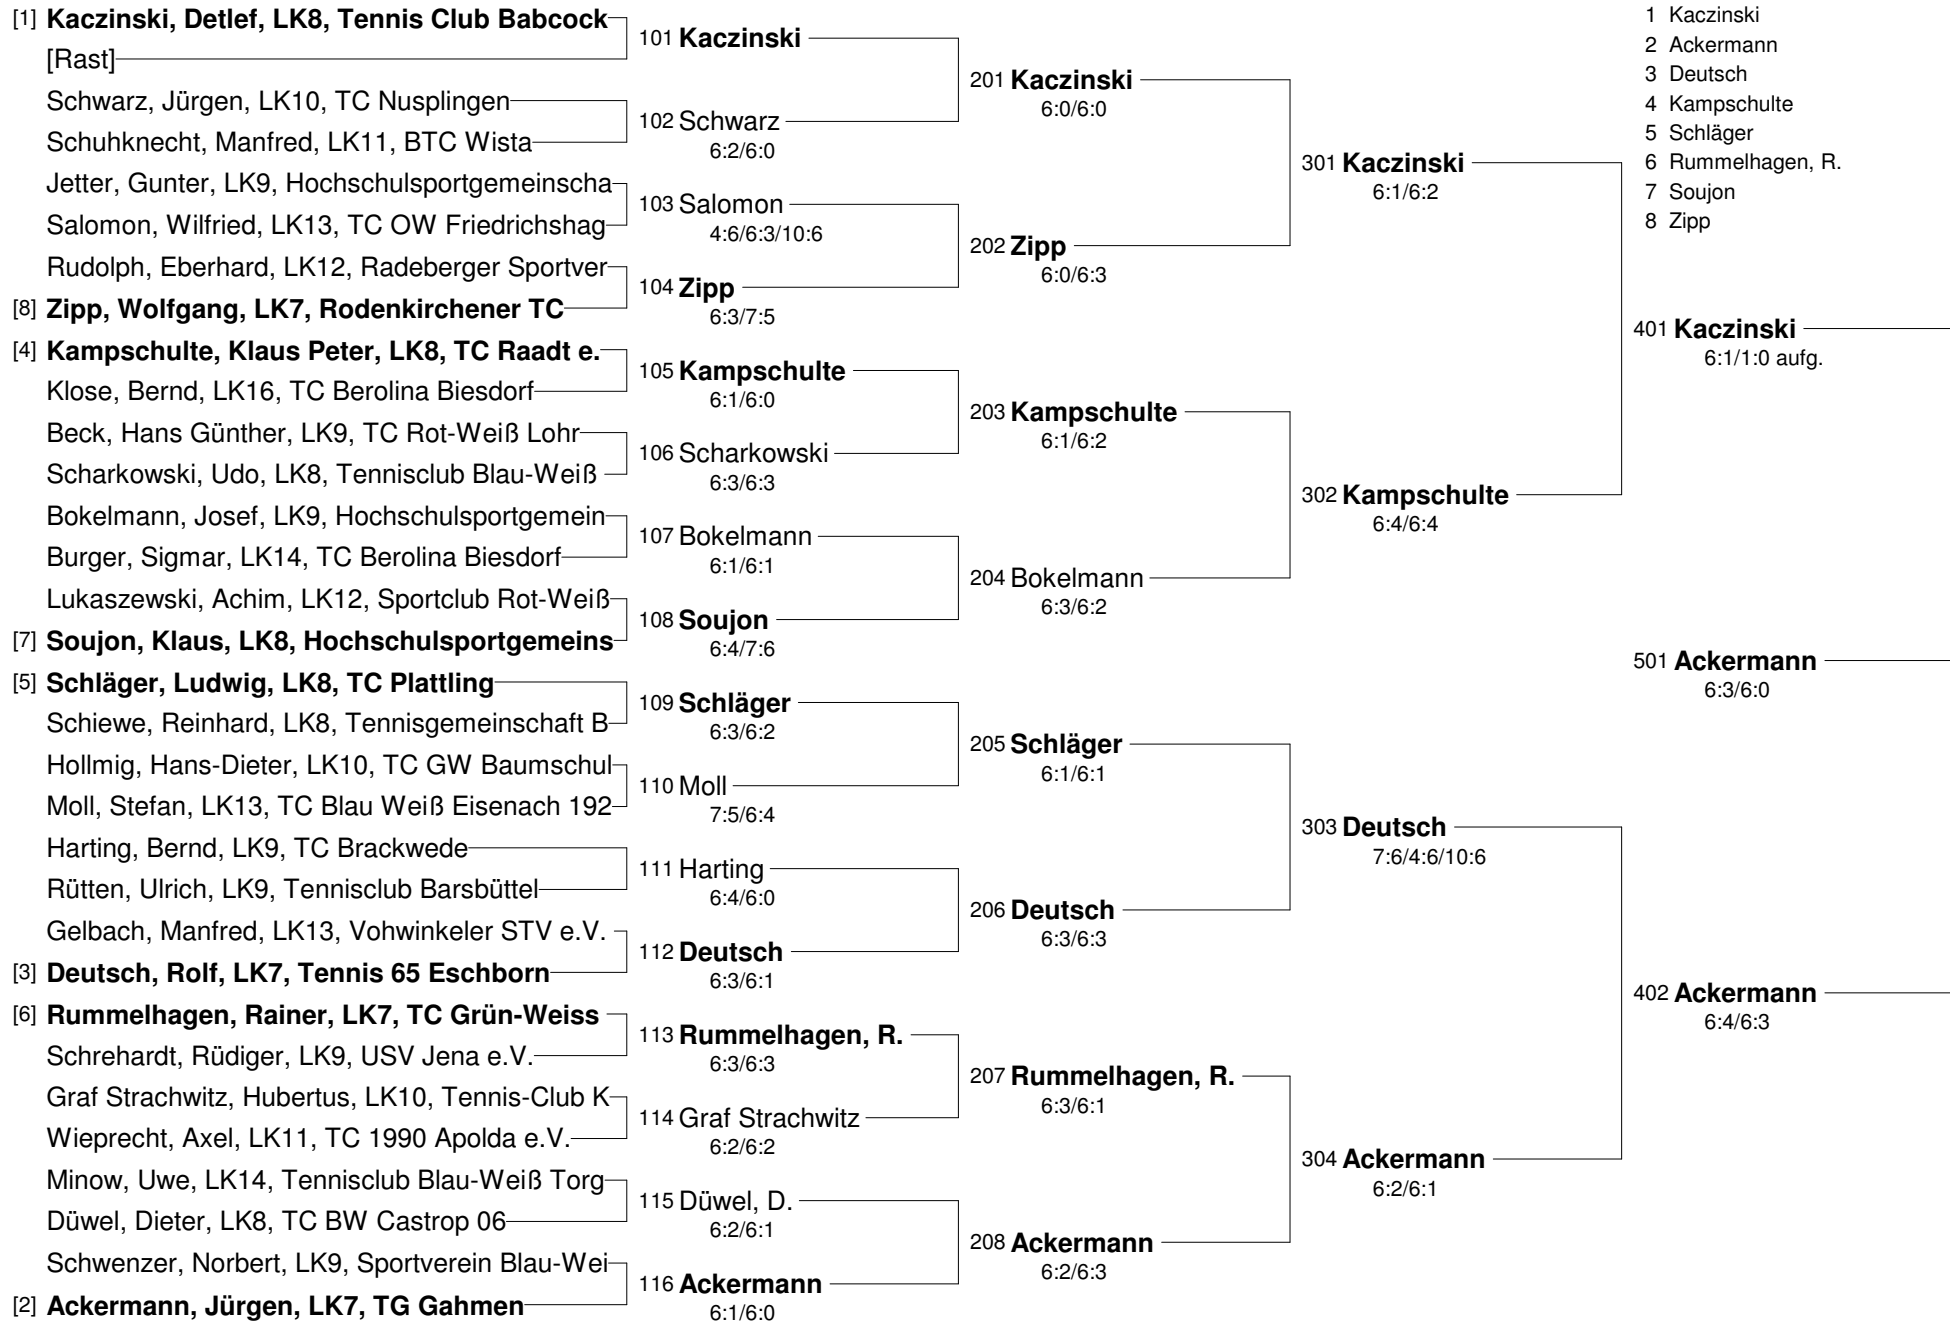 [1] Kaczinski, Detlef, LK8, Tennis Club Babcock
[Rast]
Schwarz, Jürgen, LK10, TC Nusplingen
Schuhknecht, Manfred, LK11, BTC Wista
Jetter, Gunter, LK9, Hochschulsportgemeinscha
Salomon, Wilfried, LK13, TC OW Friedrichshag
Rudolph, Eberhard, LK12, Radeberger Sportver
[8] Zipp, Wolfgang, LK7, Rodenkirchener TC
[4] Kampschulte, Klaus Peter, LK8, TC Raadt e.
Klose, Bernd, LK16, TC Berolina Biesdorf
Beck, Hans Günther, LK9, TC Rot-Weiß Lohr
Scharkowski, Udo, LK8, Tennisclub Blau-Weiß
Bokelmann, Josef, LK9, Hochschulsportgemein
Burger, Sigmar, LK14, TC Berolina Biesdorf
Lukaszewski, Achim, LK12, Sportclub Rot-Weiß
[7] Soujon, Klaus, LK8, Hochschulsportgemeins
[5] Schläger, Ludwig, LK8, TC Plattling
Schiewe, Reinhard, LK8, Tennisgemeinschaft B
Hollmig, Hans-Dieter, LK10, TC GW Baumschul
Moll, Stefan, LK13, TC Blau Weiß Eisenach 192
Harting, Bernd, LK9, TC Brackwede
Rütten, Ulrich, LK9, Tennisclub Barsbüttel
Gelbach, Manfred, LK13, Vohwinkeler STV e.V.
[3] Deutsch, Rolf, LK7, Tennis 65 Eschborn
[6] Rummelhagen, Rainer, LK7, TC Grün-Weiss
Schrehardt, Rüdiger, LK9, USV Jena e.V.
Graf Strachwitz, Hubertus, LK10, Tennis-Club K
Wieprecht, Axel, LK11, TC 1990 Apolda e.V.
Minow, Uwe, LK14, Tennisclub Blau-Weiß Torg
Düwel, Dieter, LK8, TC BW Castrop 06
Schwenzer, Norbert, LK9, Sportverein Blau-Wei
[2] Ackermann, Jürgen, LK7, TG Gahmen
101 Kaczinski
102 Schwarz
6:2/6:0
103 Salomon
4:6/6:3/10:6
104 Zipp
6:3/7:5
105 Kampschulte
6:1/6:0
106 Scharkowski
6:3/6:3
107 Bokelmann
6:1/6:1
108 Soujon
6:4/7:6
109 Schläger
6:3/6:2
110 Moll
7:5/6:4
111 Harting
6:4/6:0
112 Deutsch
6:3/6:1
113 Rummelhagen, R.
6:3/6:3
114 Graf Strachwitz
6:2/6:2
115 Düwel, D.
6:2/6:1
116 Ackermann
6:1/6:0
201 Kaczinski
6:0/6:0
202 Zipp
6:0/6:3
203 Kampschulte
6:1/6:2
204 Bokelmann
6:3/6:2
205 Schläger
6:1/6:1
206 Deutsch
6:3/6:3
207 Rummelhagen, R.
6:3/6:1
208 Ackermann
6:2/6:3
301 Kaczinski
6:1/6:2
302 Kampschulte
6:4/6:4
303 Deutsch
7:6/4:6/10:6
304 Ackermann
6:2/6:1
1 Kaczinski
2 Ackermann
3 Deutsch
4 Kampschulte
5 Schläger
6 Rummelhagen, R.
7 Soujon
8 Zipp
401 Kaczinski
6:1/1:0 aufg.
501 Ackermann
6:3/6:0
402 Ackermann
6:4/6:3